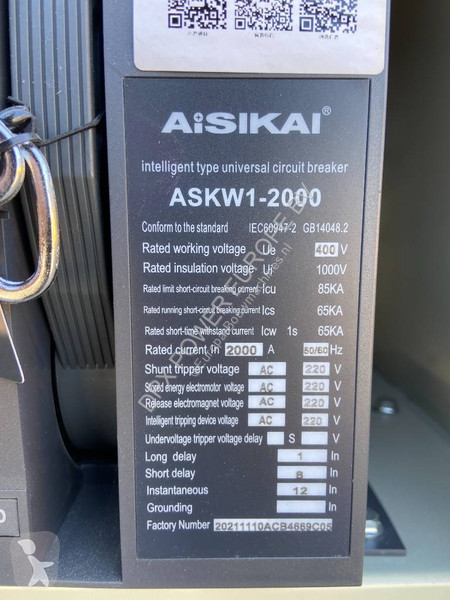 AiSIKAI®
intelligent type universal circuit breaker
ASKW1-2000
Conform to the standard IEC60947-2 GB14048.2
Rated working voltage Ue 400 V
Rated insulation voltage Ui 1000V
Rated limit short-circuit breaking current Icu 85KA
Rated running short-circuit breaking current Ics 65KA
Rated short-time withstand current Icw 1s 65KA
Rated current In 2000 A 50/60 Hz
Shunt tripper voltage AC 220 V
Stored energy electromotor voltage AC 220 V
Release electromagnet voltage AC 220 V
Intelligent tripping device voltage AC 220 V
Undervoltage tripper voltage delay S V
Long delay 1 In
Short delay 8 In
Instantaneous 12 In
Grounding In
Factory Number 20211110ACB4669C05
DPX POWER EUROPE BV